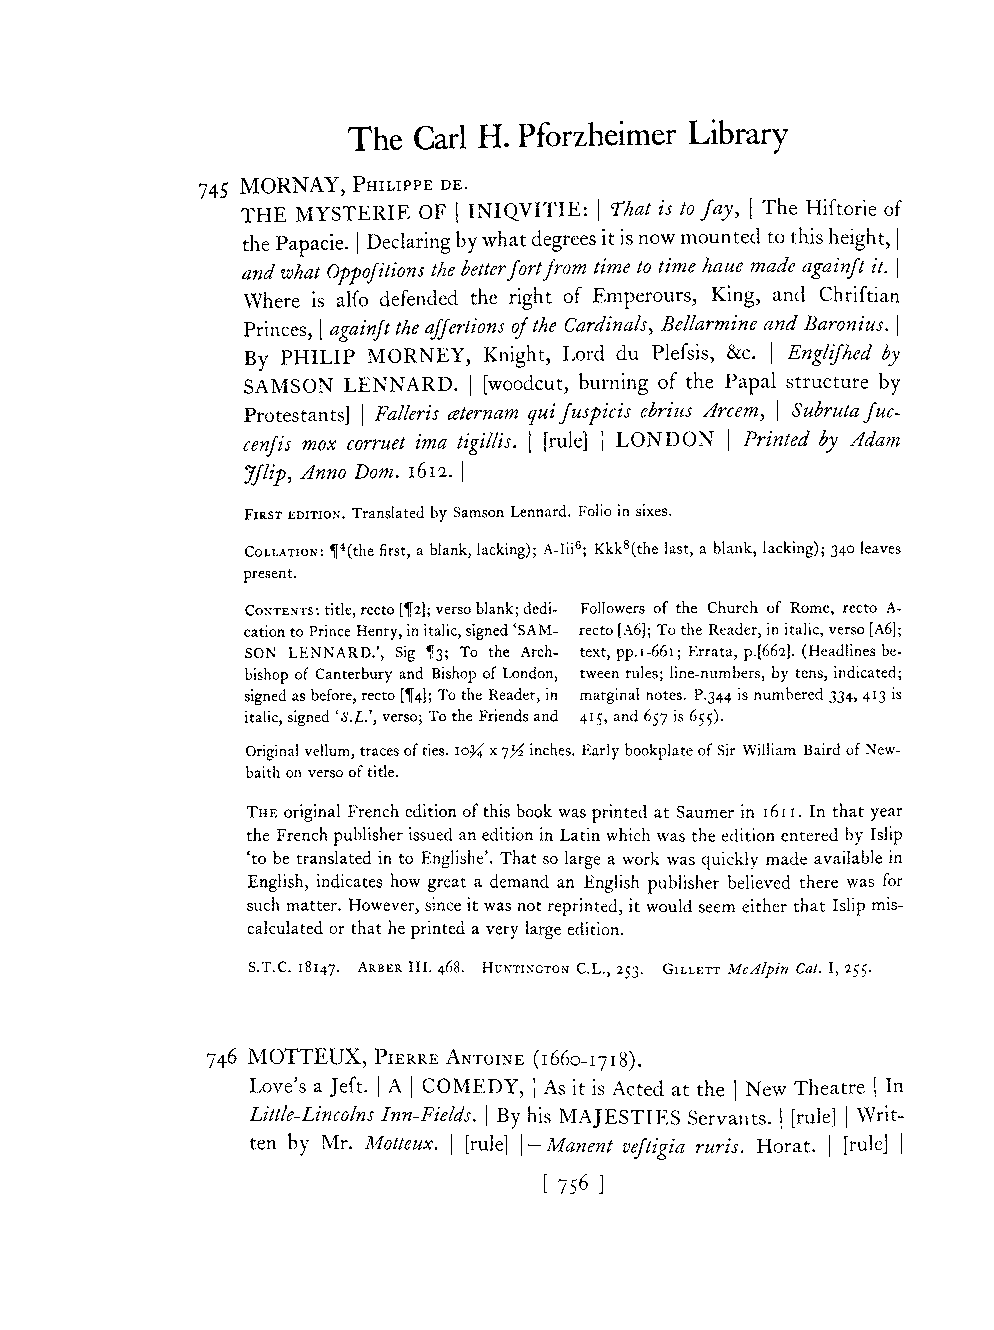 The Carl H. Pforzheimer Library
745 MORNAY, PHILIPPE DE.
THE MYSTERIE OF | INIQVITIE: | That is to ſay, | The Hiſtorie of
the Papacie. | Declaring by what degrees it is now mounted to this height, |
and what Oppoſitions the better ſort from time to time haue made againſt it. |
Where is alſo defended the right of Emperours, King, and Chriſtian
Princes, | againſt the aſſertions of the Cardinals, Bellarmine and Baronius. |
By PHILIP MORNEY, Knight, Lord du Pleſsis, &c. | Engliſhed by
SAMSON LENNARD. | [woodcut, burning of the Papal structure by
Protestants] | Falleris æternam qui ſuspicis ebrius Arcem, | Subruta ſuc-
cenſis mox corruet ima tigillis. | [rule] | LONDON | Printed by Adam
Iſlip, Anno Dom. 1612. |
FIRST EDITION. Translated by Samson Lennard. Folio in sixes.
COLLATION: ¶⁴(the first, a blank, lacking); A-Iii⁶; Kkk⁸(the last, a blank, lacking); 340 leaves
present.
CONTENTS: title, recto [¶2]; verso blank; dedi-
cation to Prince Henry, in italic, signed ‘SAM-
SON LENNARD.’, Sig ¶3; To the Arch-
bishop of Canterbury and Bishop of London,
signed as before, recto [¶4]; To the Reader, in
italic, signed ‘S.L.’, verso; To the Friends and
Followers of the Church of Rome, recto A-
recto [A6]; To the Reader, in italic, verso [A6];
text, pp.1-661; Errata, p.[662]. (Headlines be-
tween rules; line-numbers, by tens, indicated;
marginal notes. P.344 is numbered 334, 413 is
415, and 657 is 655).
Original vellum, traces of ties. 10¾ x 7½ inches. Early bookplate of Sir William Baird of New-
baith on verso of title.
THE original French edition of this book was printed at Saumer in 1611. In that year
the French publisher issued an edition in Latin which was the edition entered by Islip
‘to be translated in to Englishe’. That so large a work was quickly made available in
English, indicates how great a demand an English publisher believed there was for
such matter. However, since it was not reprinted, it would seem either that Islip mis-
calculated or that he printed a very large edition.
S.T.C. 18147. ARBER III. 468. HUNTINGTON C.L., 253. GILLETT McAlpin Cat. I, 255.
746 MOTTEUX, PIERRE ANTOINE (1660-1718).
Love's a Jeſt. | A | COMEDY, | As it is Acted at the | New Theatre | In
Little-Lincolns Inn-Fields. | By his MAJESTIES Servants. | [rule] | Writ-
ten by Mr. Motteux. | [rule] |— Manent veſtigia ruris. Horat. | [rule] |
[ 756 ]